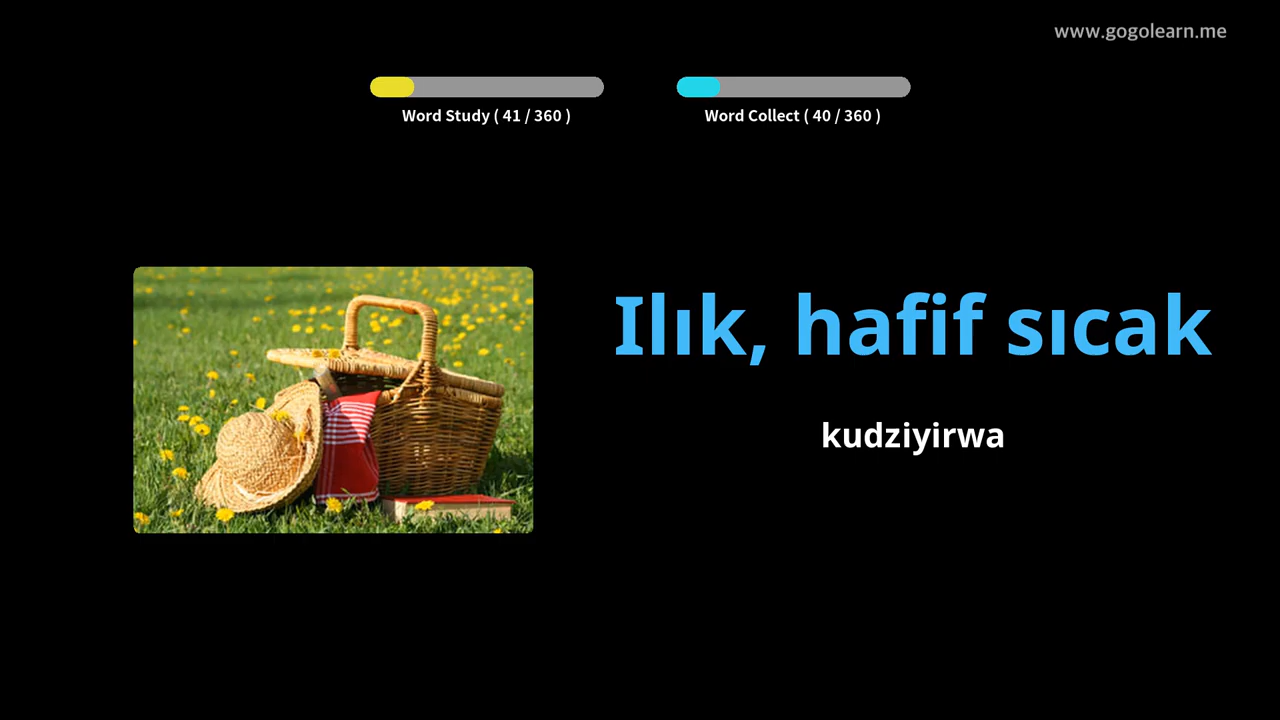 www.gogolearn.me
Word Study ( 41 / 360 )
Word Collect ( 40 / 360 )
Ilık, hafif sıcak
kudziyirwa